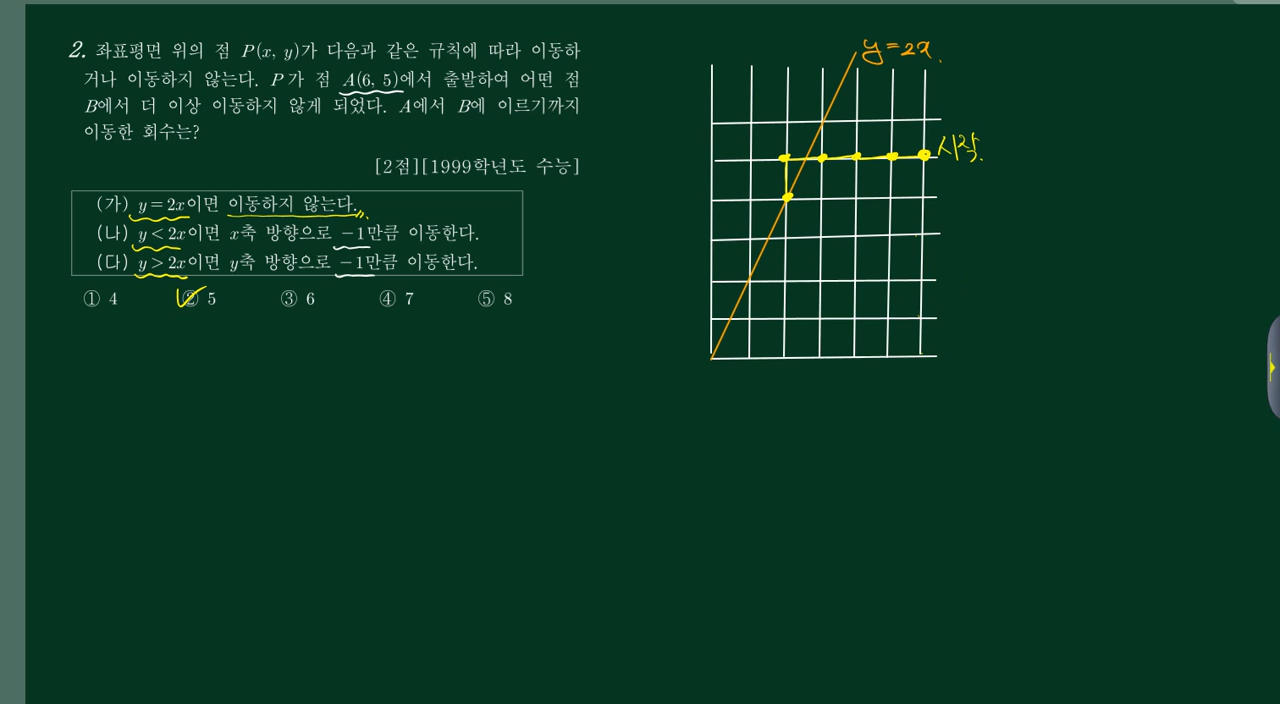 2. 좌표평면 위의 점 P(x, y)가 다음과 같은 규칙에 따라 이동하
거나 이동하지 않는다. P가 점 A(6, 5)에서 출발하여 어떤 점
B에서 더 이상 이동하지 않게 되었다. A에서 B에 이르기까지
이동한 회수는?
[2점][1999학년도 수능]
(가) y=2x이면 이동하지 않는다.
(나) y<2x이면 x축 방향으로 -1만큼 이동한다.
(다) y>2x이면 y축 방향으로 -1만큼 이동한다.
① 4 ② 5 ③ 6 ④ 7 ⑤ 8
y=2x.
시작.